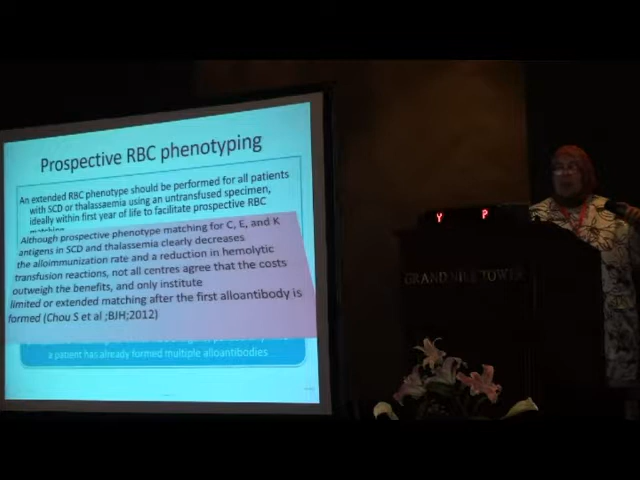 Prospective RBC phenotyping
An extended RBC phenotype should be performed for all patients
with SCD or thalassaemia using an untransfused specimen,
ideally within first year of life to facilitate prospective RBC
matching
Although prospective phenotype matching for C, E, and K
antigens in SCD and thalassemia clearly decreases
the alloimmunization rate and a reduction in hemolytic
transfusion reactions, not all centres agree that the costs
outweigh the benefits, and only institute
limited or extended matching after the first alloantibody is
formed (Chou S et al ;BJH;2012)
a patient has already formed multiple alloantibodies
GRAND NILE TOWER